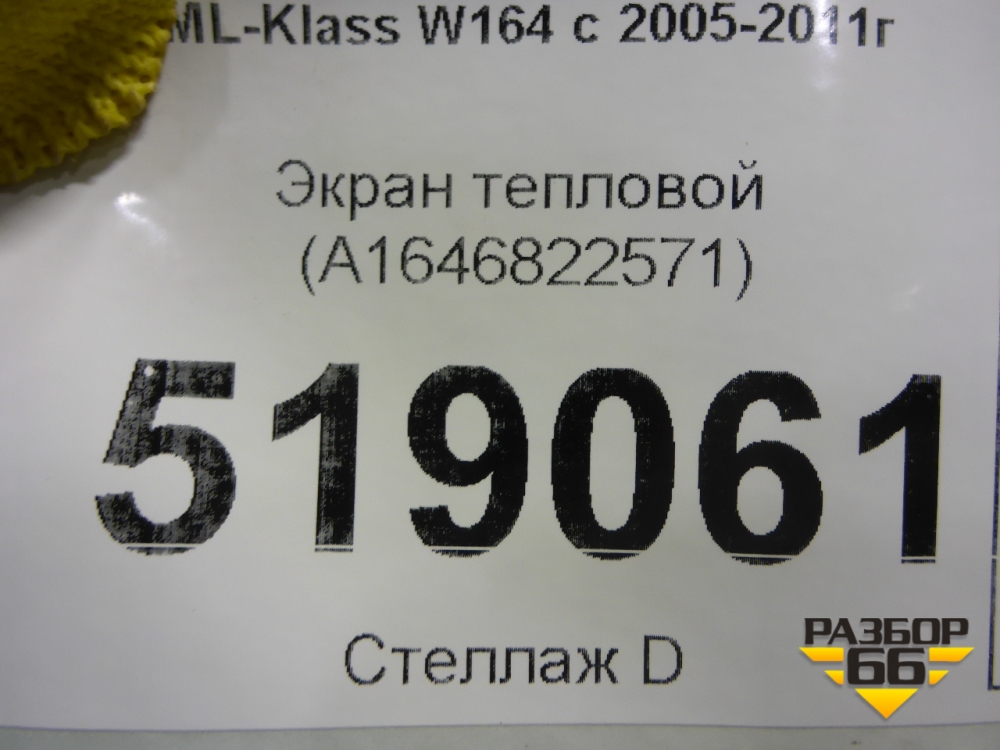 ML-Klass W164 с 2005-2011г
Экран тепловой
(A1646822571)
519061
Стеллаж D
РАЗБОР
66